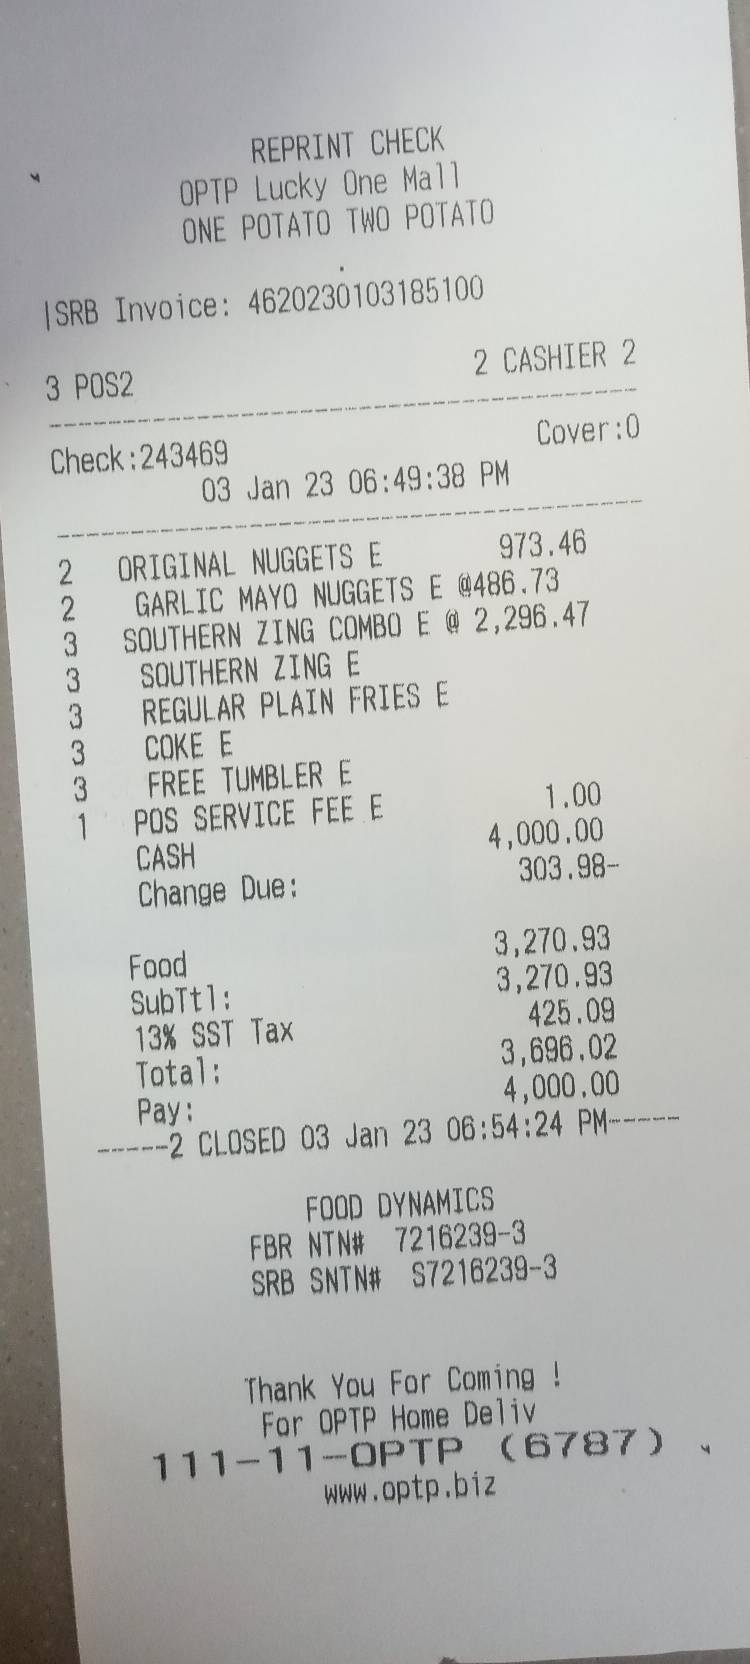 REPRINT CHECK
OPTP Lucky One Mall
ONE POTATO TWO POTATO
|SRB Invoice: 4620230103185100
3 POS2 2 CASHIER 2
Check:243469 Cover:0
03 Jan 23 06:49:38 PM
2 ORIGINAL NUGGETS E 973.46
2 GARLIC MAYO NUGGETS E @486.73
3 SOUTHERN ZING COMBO E @ 2,296.47
3 SOUTHERN ZING E
3 REGULAR PLAIN FRIES E
3 COKE E
3 FREE TUMBLER E
1 POS SERVICE FEE E 1.00
CASH 4,000.00
Change Due: 303.98-
Food 3,270.93
SubTtl: 3,270.93
13% SST Tax 425.09
Total: 3,696.02
Pay: 4,000.00
-----2 CLOSED 03 Jan 23 06:54:24 PM-----
FOOD DYNAMICS
FBR NTN# 7216239-3
SRB SNTN# S7216239-3
Thank You For Coming !
For OPTP Home Deliv
111-11-OPTP (6787)
www.optp.biz